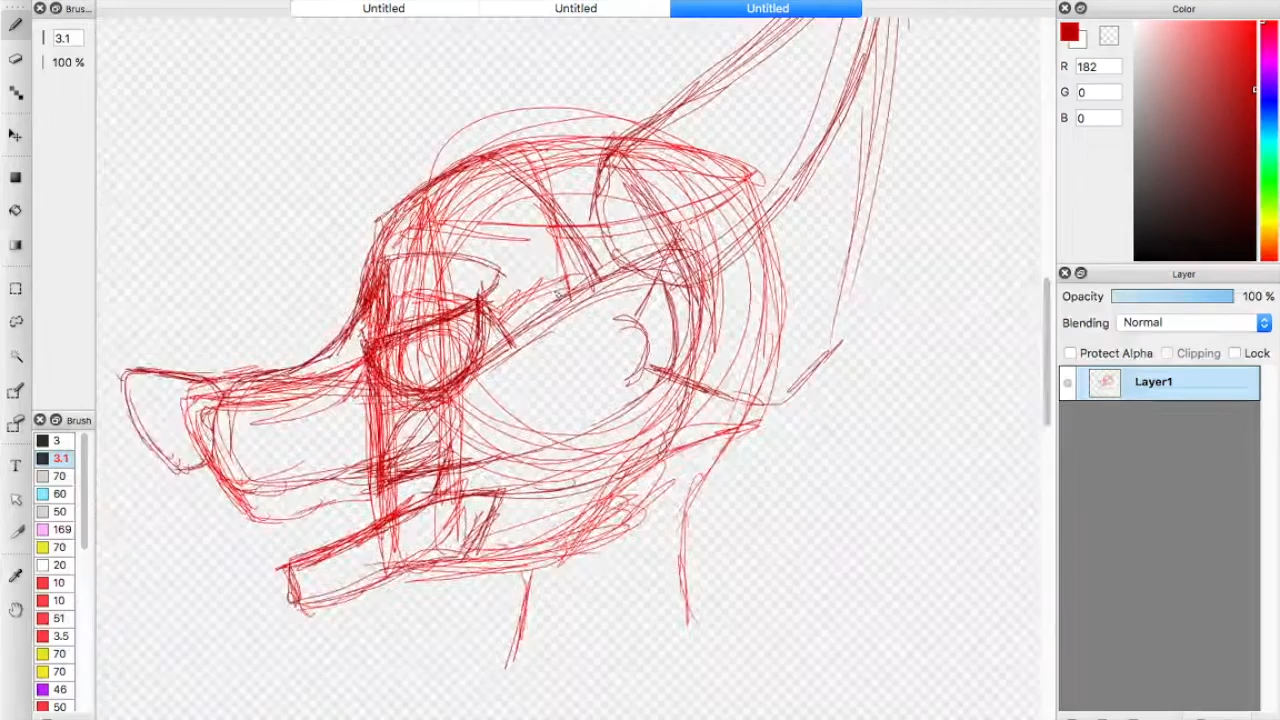 Brus...
3.1
100 %
Untitled
Untitled
Untitled
Color
R 182
G 0
B 0
Layer
Opacity 100 %
Blending Normal
Protect Alpha Clipping Lock
Layer1
Brush
3
3.1
70
60
50
169
70
20
10
10
51
3.5
70
70
46
50
T